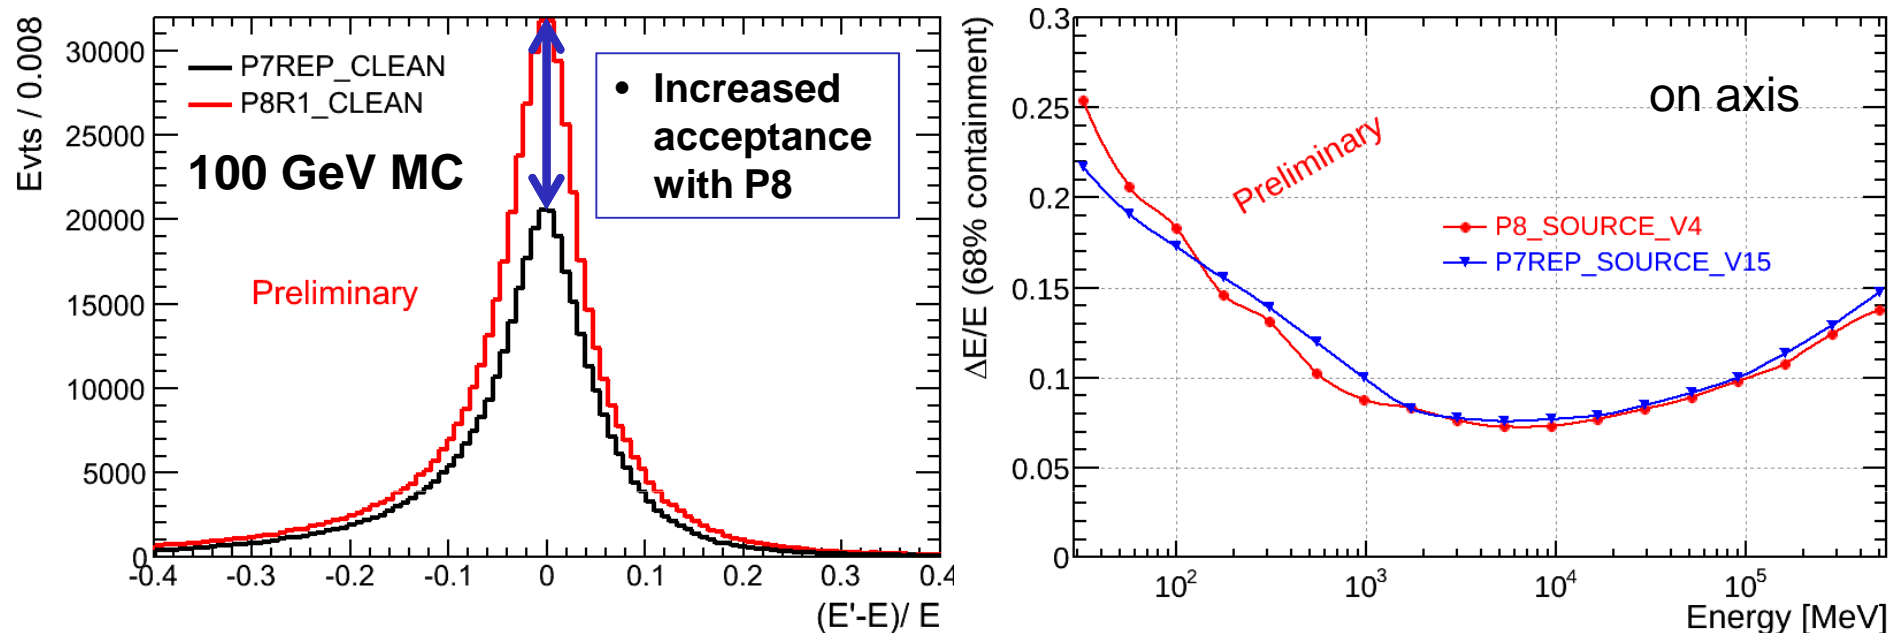 Evts / 0.008
30000
25000
20000
15000
10000
5000
0
P7REP_CLEAN
P8R1_CLEAN
100 GeV MC
Preliminary
• Increased
acceptance
with P8
-0.4 -0.3 -0.2 -0.1 0 0.1 0.2 0.3 0.4
(E'-E)/ E
ΔE/E (68% containment)
0.3
0.25
0.2
0.15
0.1
0.05
0
on axis
Preliminary
P8_SOURCE_V4
P7REP_SOURCE_V15
10² 10³ 10⁴ 10⁵
Energy [MeV]